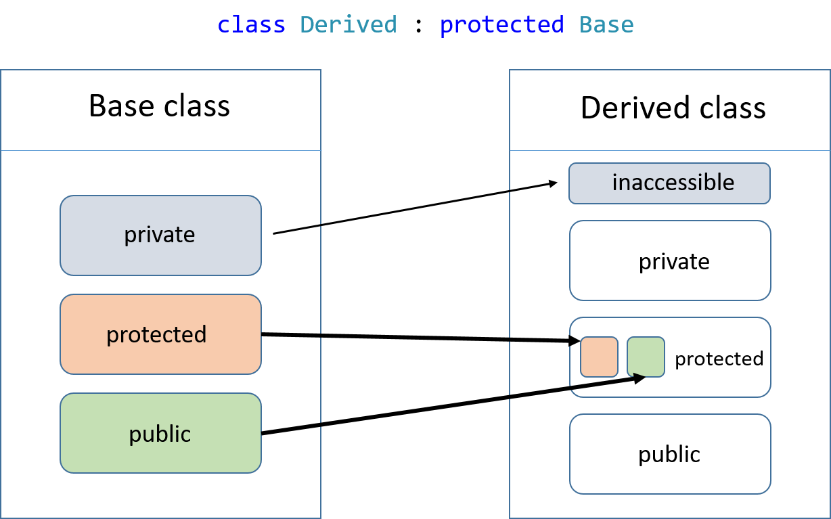 class Derived : protected Base
Base class
private
protected
public
Derived class
inaccessible
private
protected
public